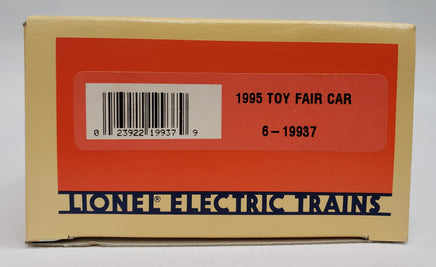 1995 TOY FAIR CAR
0 23922 19937 9
6-19937
LIONEL® ELECTRIC TRAINS